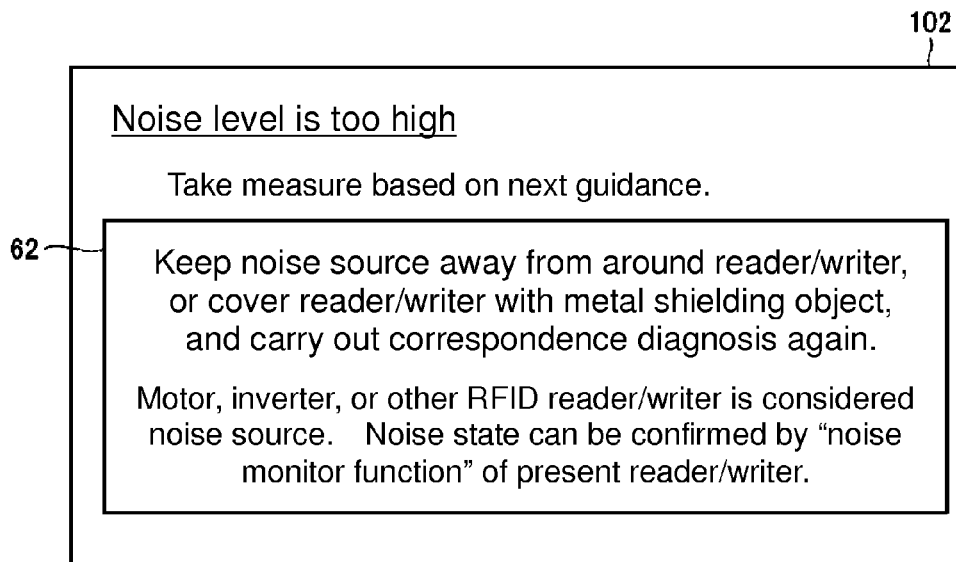 102
Noise level is too high
Take measure based on next guidance.
62
Keep noise source away from around reader/writer,
or cover reader/writer with metal shielding object,
and carry out correspondence diagnosis again.
Motor, inverter, or other RFID reader/writer is considered
noise source. Noise state can be confirmed by “noise
monitor function” of present reader/writer.